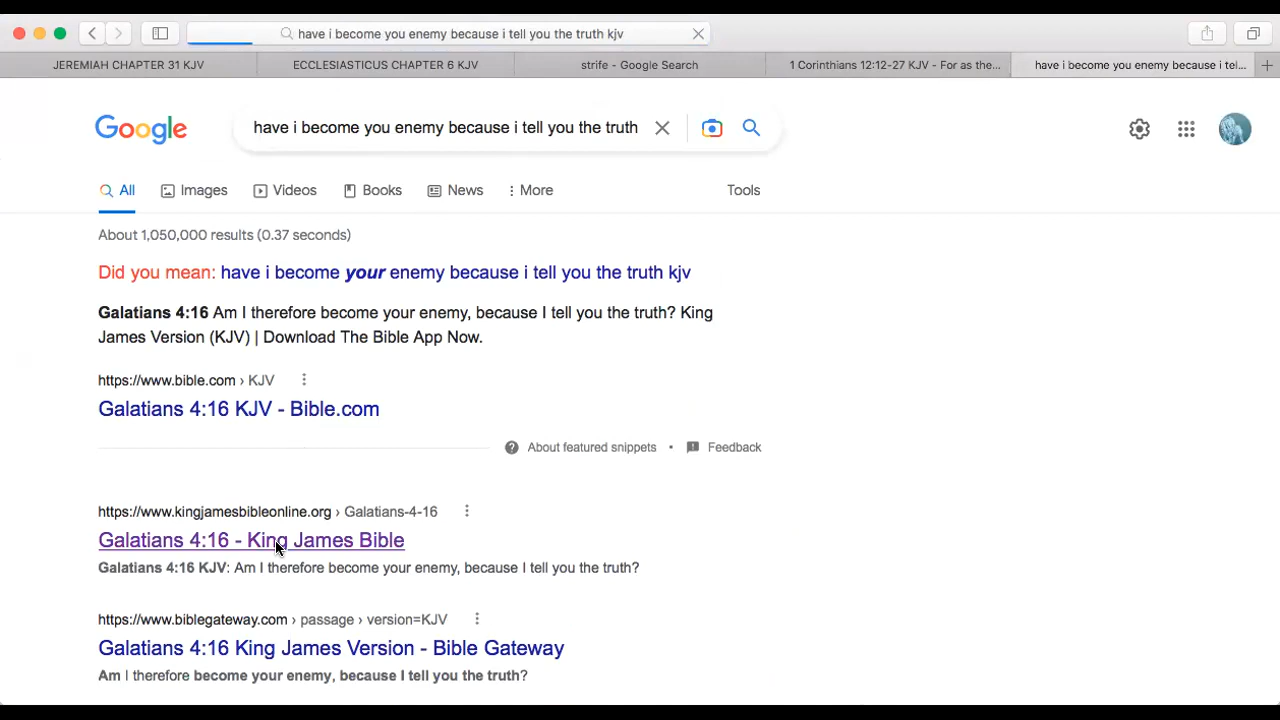 have i become you enemy because i tell you the truth kjv
JEREMIAH CHAPTER 31 KJV
ECCLESIASTICUS CHAPTER 6 KJV
strife - Google Search
1 Corinthians 12:12-27 KJV - For as the...
have i become you enemy because i tel...
Google
have i become you enemy because i tell you the truth
All
Images
Videos
Books
News
More
Tools
About 1,050,000 results (0.37 seconds)
Did you mean: have i become your enemy because i tell you the truth kjv
Galatians 4:16 Am I therefore become your enemy, because I tell you the truth? King
James Version (KJV) | Download The Bible App Now.
https://www.bible.com › KJV
Galatians 4:16 KJV - Bible.com
About featured snippets • Feedback
https://www.kingjamesbibleonline.org › Galatians-4-16
Galatians 4:16 - King James Bible
Galatians 4:16 KJV: Am I therefore become your enemy, because I tell you the truth?
https://www.biblegateway.com › passage › version=KJV
Galatians 4:16 King James Version - Bible Gateway
Am I therefore become your enemy, because I tell you the truth?